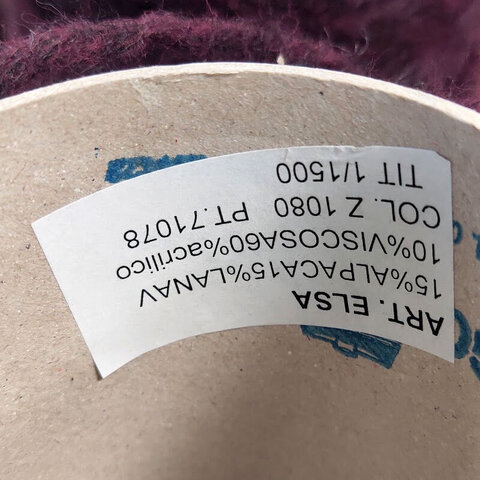 ART. ELSA
15%ALPACA15%LANAV
10%VISCOSA60%acrilico
COL. Z 1080 PT.71078
TIT 1/1500